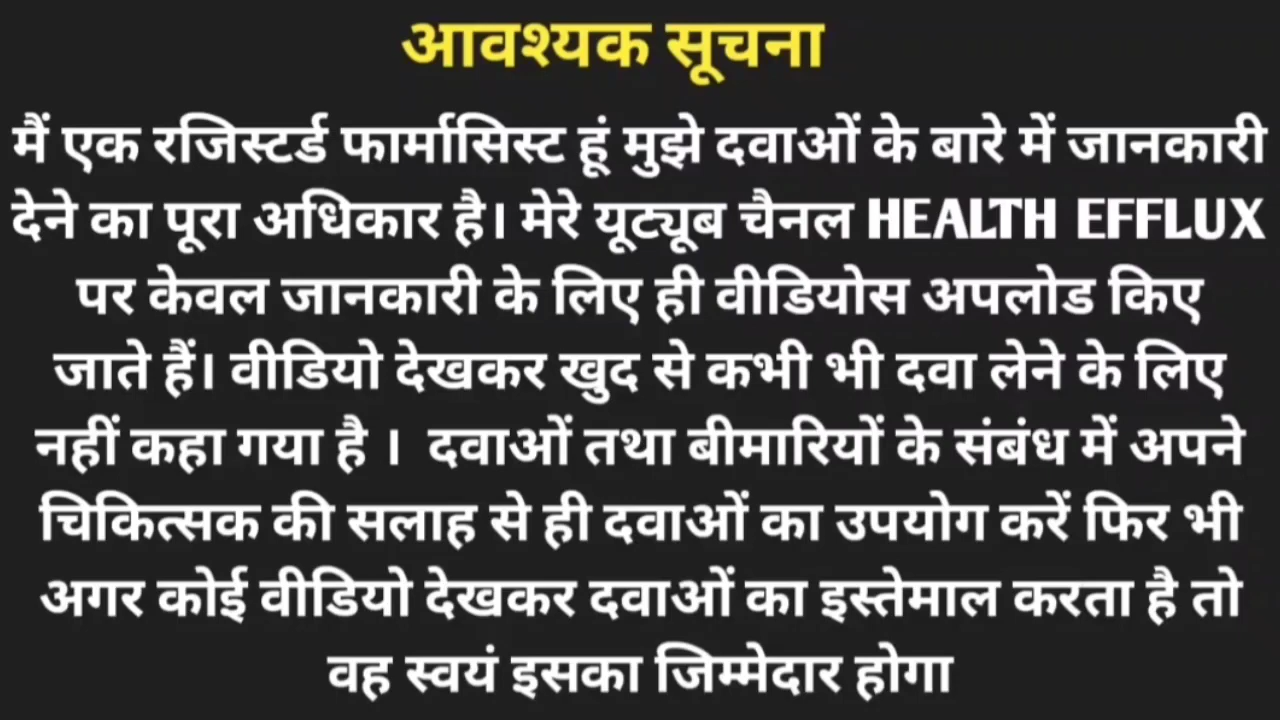 आवश्यक सूचना
मैं एक रजिस्टर्ड फार्मासिस्ट हूं मुझे दवाओं के बारे में जानकारी
देने का पूरा अधिकार है। मेरे यूट्यूब चैनल HEALTH EFFLUX
पर केवल जानकारी के लिए ही वीडियोस अपलोड किए
जाते हैं। वीडियो देखकर खुद से कभी भी दवा लेने के लिए
नहीं कहा गया है । दवाओं तथा बीमारियों के संबंध में अपने
चिकित्सक की सलाह से ही दवाओं का उपयोग करें फिर भी
अगर कोई वीडियो देखकर दवाओं का इस्तेमाल करता है तो
वह स्वयं इसका जिम्मेदार होगा